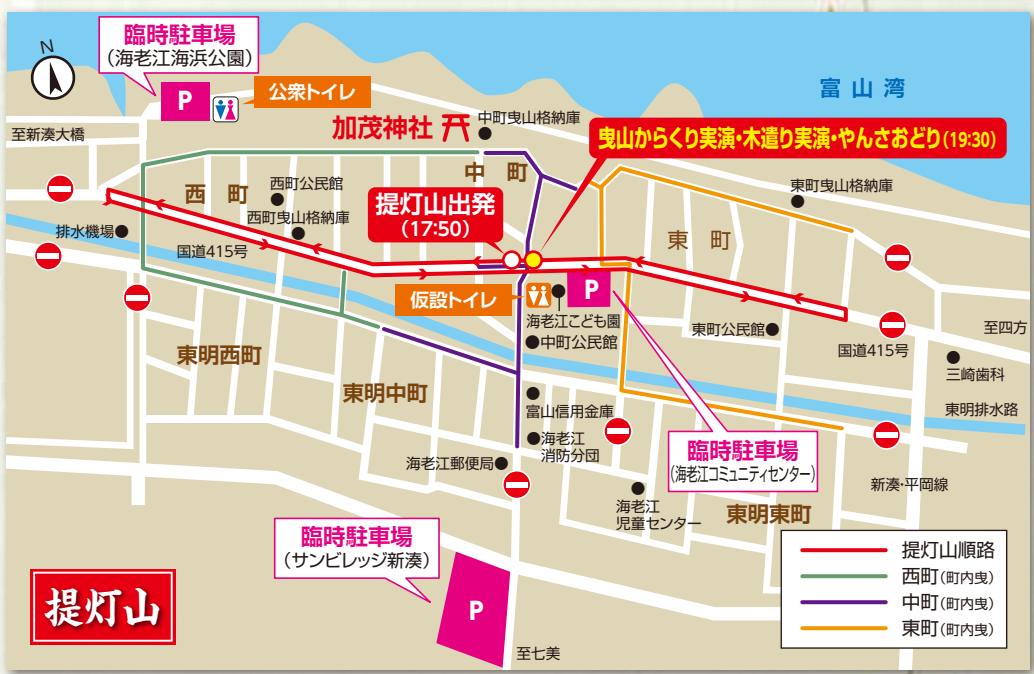 N
臨時駐車場
(海老江海浜公園)
P
公衆トイレ
富山湾
至新湊大橋
加茂神社
中町曳山格納庫
曳山からくり実演・木遣り実演・やんさおどり(19:30)
中町
西町
西町公民館
西町曳山格納庫
提灯山出発
(17:50)
東町曳山格納庫
東町
排水機場
国道415号
仮設トイレ
P
海老江こども園
中町公民館
東町公民館
国道415号
至四方
三崎歯科
東明西町
東明中町
東明排水路
富山信用金庫
海老江
消防分団
海老江郵便局
臨時駐車場
(海老江コミュニティセンター)
新湊・平岡線
海老江
児童センター
東明東町
臨時駐車場
(サンビレッジ新湊)
P
至七美
提灯山
提灯山順路
西町(町内曳)
中町(町内曳)
東町(町内曳)